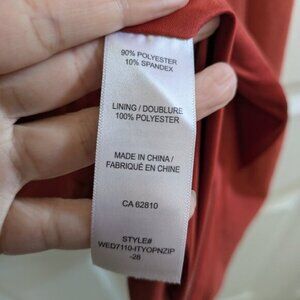 90% POLYESTER
10% SPANDEX
LINING / DOUBLURE
100% POLYESTER
MADE IN CHINA /
FABRIQUÉ EN CHINE
CA 62810
STYLE#
WED7110-ITYOPNZIP
-28